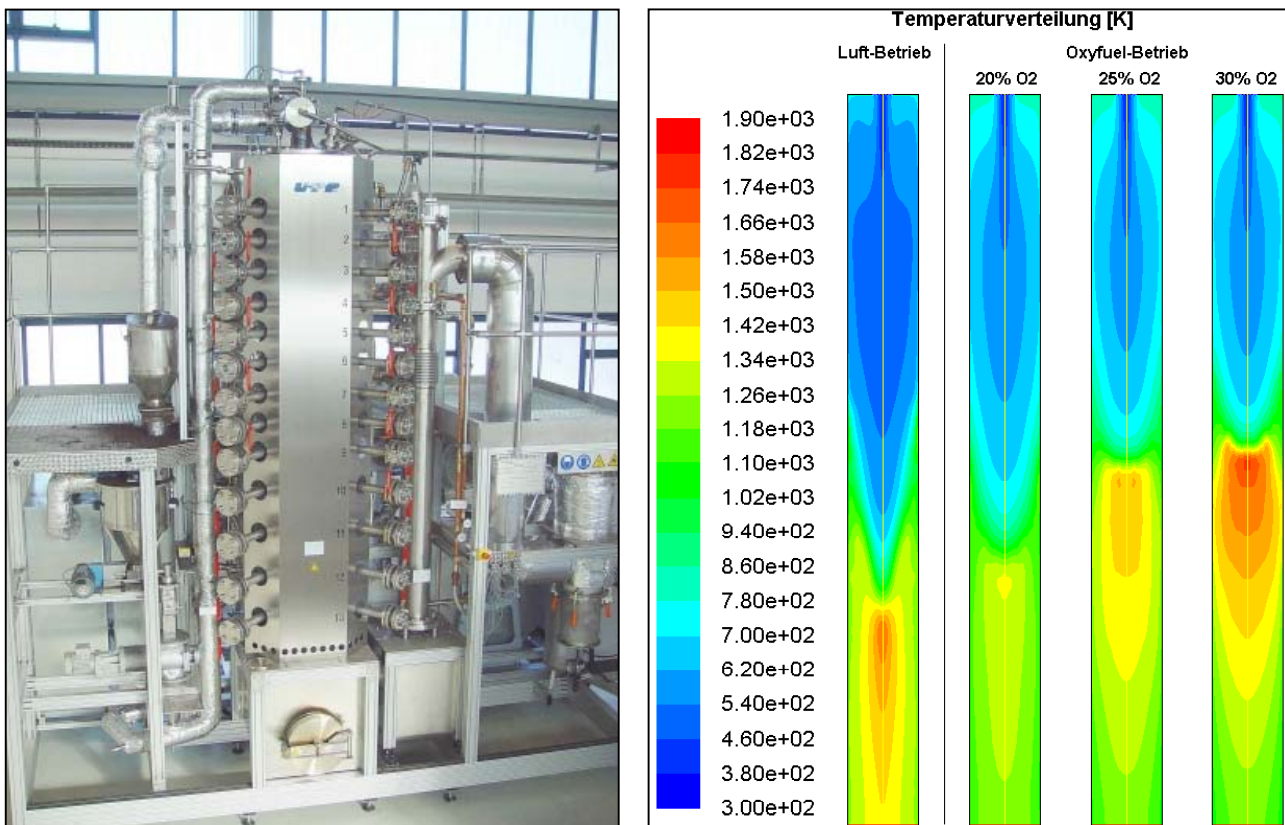 1
2
3
4
5
6
7
8
9
10
11
12
13
Temperaturverteilung [K]
Luft-Betrieb
Oxyfuel-Betrieb
20% O2
25% O2
30% O2
1.90e+03
1.82e+03
1.74e+03
1.66e+03
1.58e+03
1.50e+03
1.42e+03
1.34e+03
1.26e+03
1.18e+03
1.10e+03
1.02e+03
9.40e+02
8.60e+02
7.80e+02
7.00e+02
6.20e+02
5.40e+02
4.60e+02
3.80e+02
3.00e+02